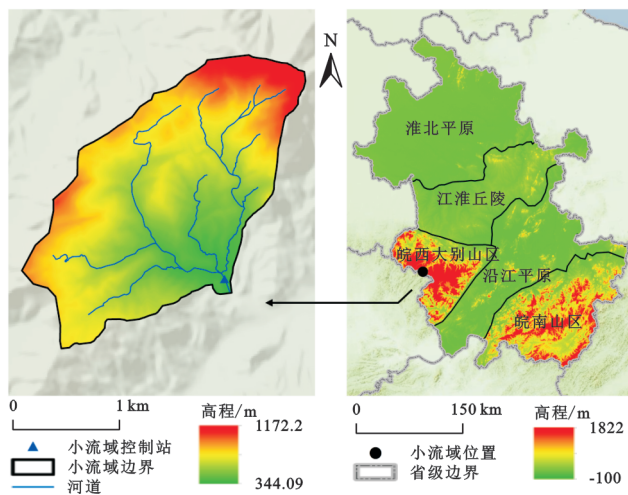 N
淮北平原
江淮丘陵
皖西大别山区
沿江平原
皖南山区
0 1 km
高程/m
1172.2
344.09
小流域控制站
小流域边界
河道
0 150 km
高程/m
1822
-100
小流域位置
省级边界